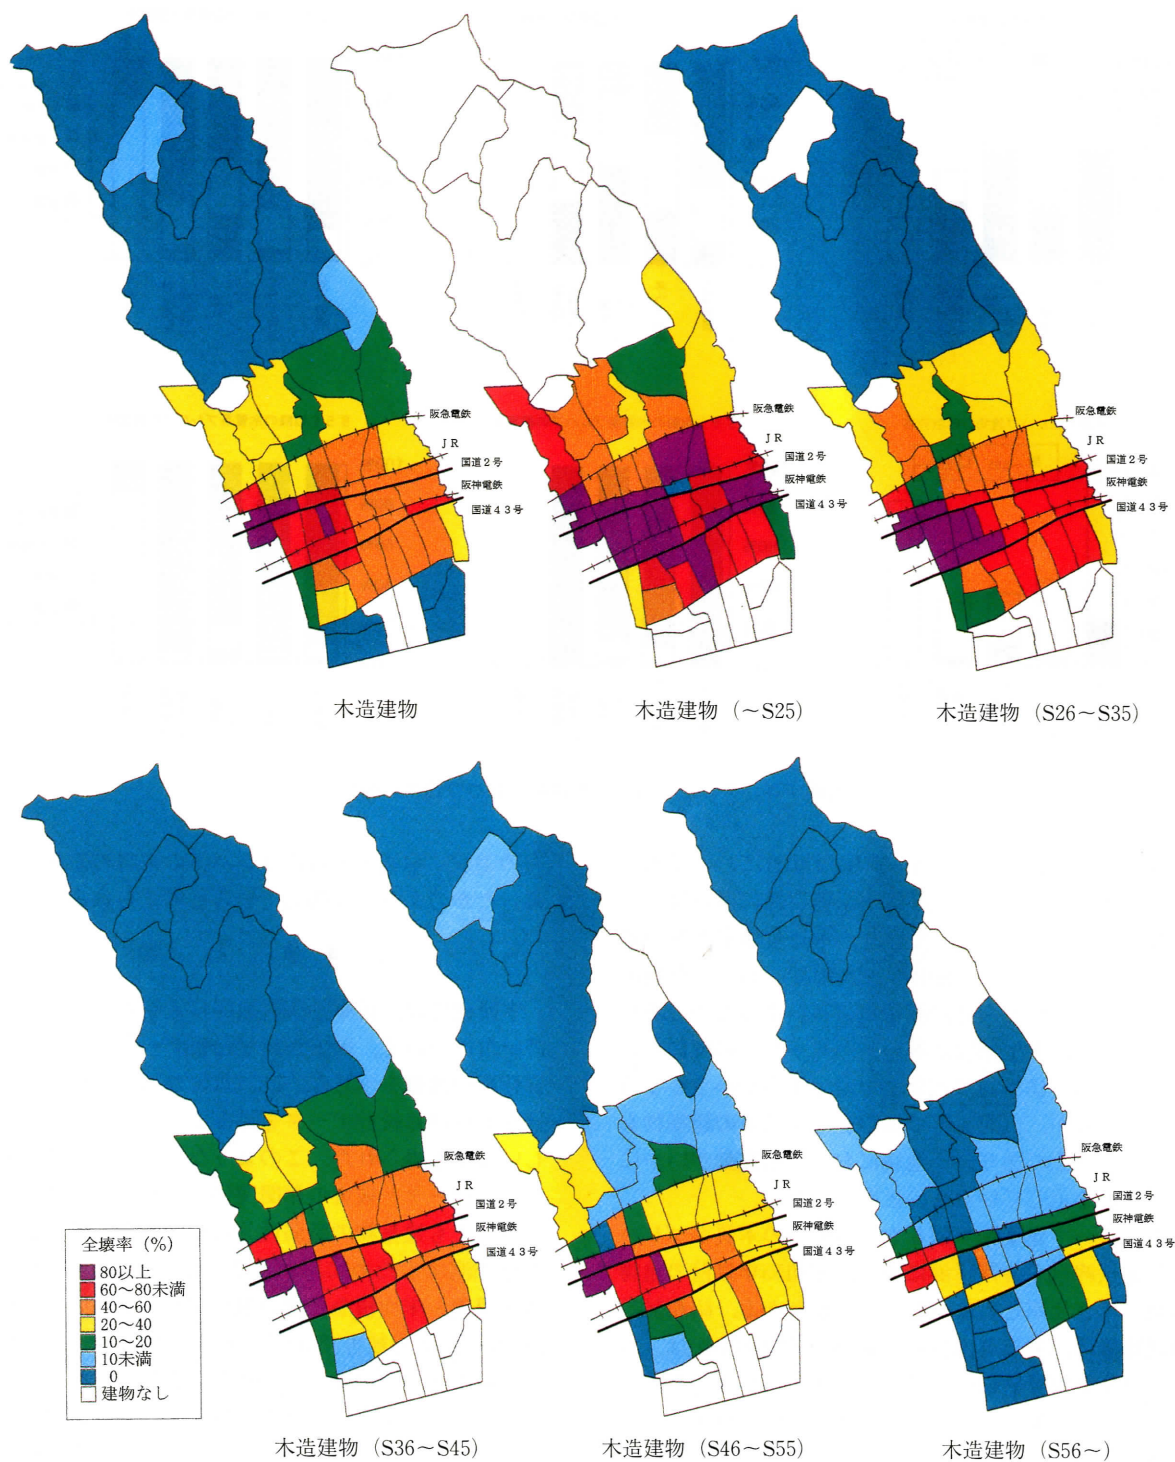 阪急電鉄
JR
国道2号
阪神電鉄
国道43号
阪急電鉄
JR
国道2号
阪神電鉄
国道43号
阪急電鉄
JR
国道2号
阪神電鉄
国道43号
木造建物
木造建物 (～S25)
木造建物 (S26～S35)
阪急電鉄
JR
国道2号
阪神電鉄
国道43号
阪急電鉄
JR
国道2号
阪神電鉄
国道43号
阪急電鉄
JR
国道2号
阪神電鉄
国道43号
全壊率 (%)
80以上
60～80未満
40～60
20～40
10～20
10未満
0
建物なし
木造建物 (S36～S45)
木造建物 (S46～S55)
木造建物 (S56～)